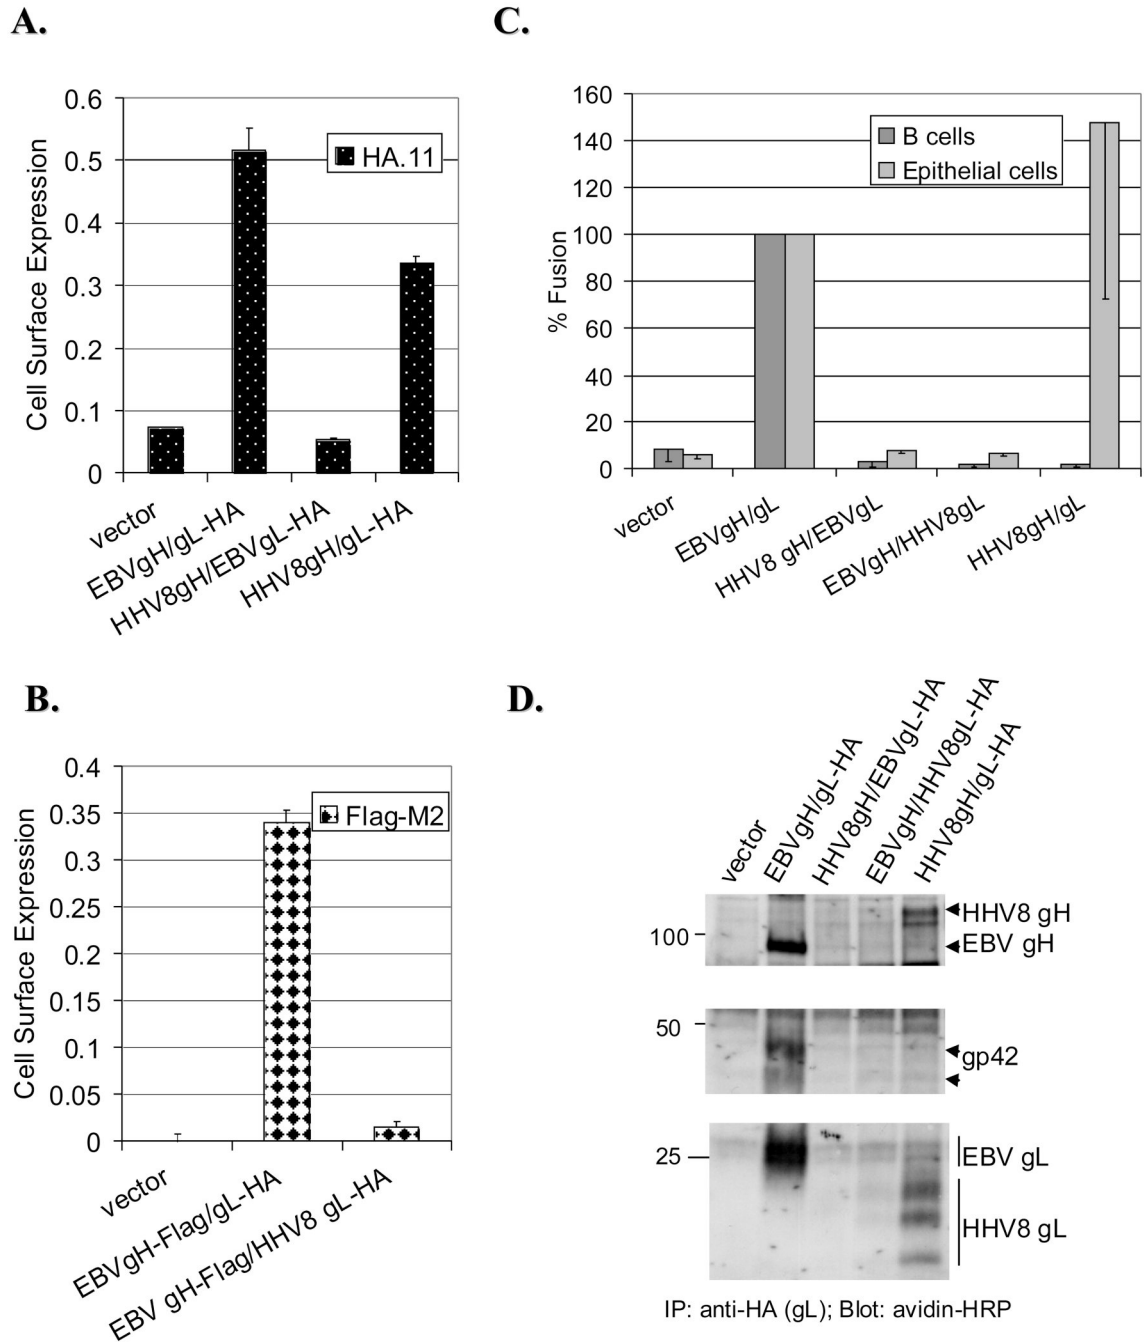 A.
0.6
0.5
0.4
0.3
0.2
0.1
0
Cell Surface Expression
HA.11
vector
EBVgH/gL-HA
HHV8gH/EBVgL-HA
HHV8gH/gL-HA
C.
160
140
120
100
80
60
40
20
0
% Fusion
B cells
Epithelial cells
vector
EBVgH/gL
HHV8 gH/EBVgL
EBVgH/HHV8gL
HHV8gH/gL
B.
0.4
0.35
0.3
0.25
0.2
0.15
0.1
0.05
0
Cell Surface Expression
Flag-M2
vector
EBVgH-Flag/gL-HA
EBV gH-Flag/HHV8 gL-HA
D.
vector
EBVgH/gL-HA
HHV8gH/EBVgL-HA
EBVgH/HHV8gL-HA
HHV8gH/gL-HA
100
HHV8 gH
EBV gH
50
gp42
25
EBV gL
HHV8 gL
IP: anti-HA (gL); Blot: avidin-HRP